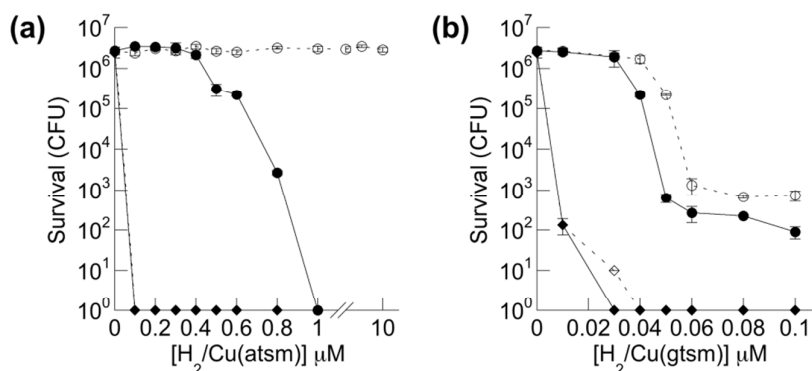 (a)
Survival (CFU)
10⁷
10⁶
10⁵
10⁴
10³
10²
10¹
10⁰
0 0.2 0.4 0.6 0.8 1 10
[H₂/Cu(atsm)] μM
(b)
Survival (CFU)
10⁷
10⁶
10⁵
10⁴
10³
10²
10¹
10⁰
0 0.02 0.04 0.06 0.08 0.1
[H₂/Cu(gtsm)] μM